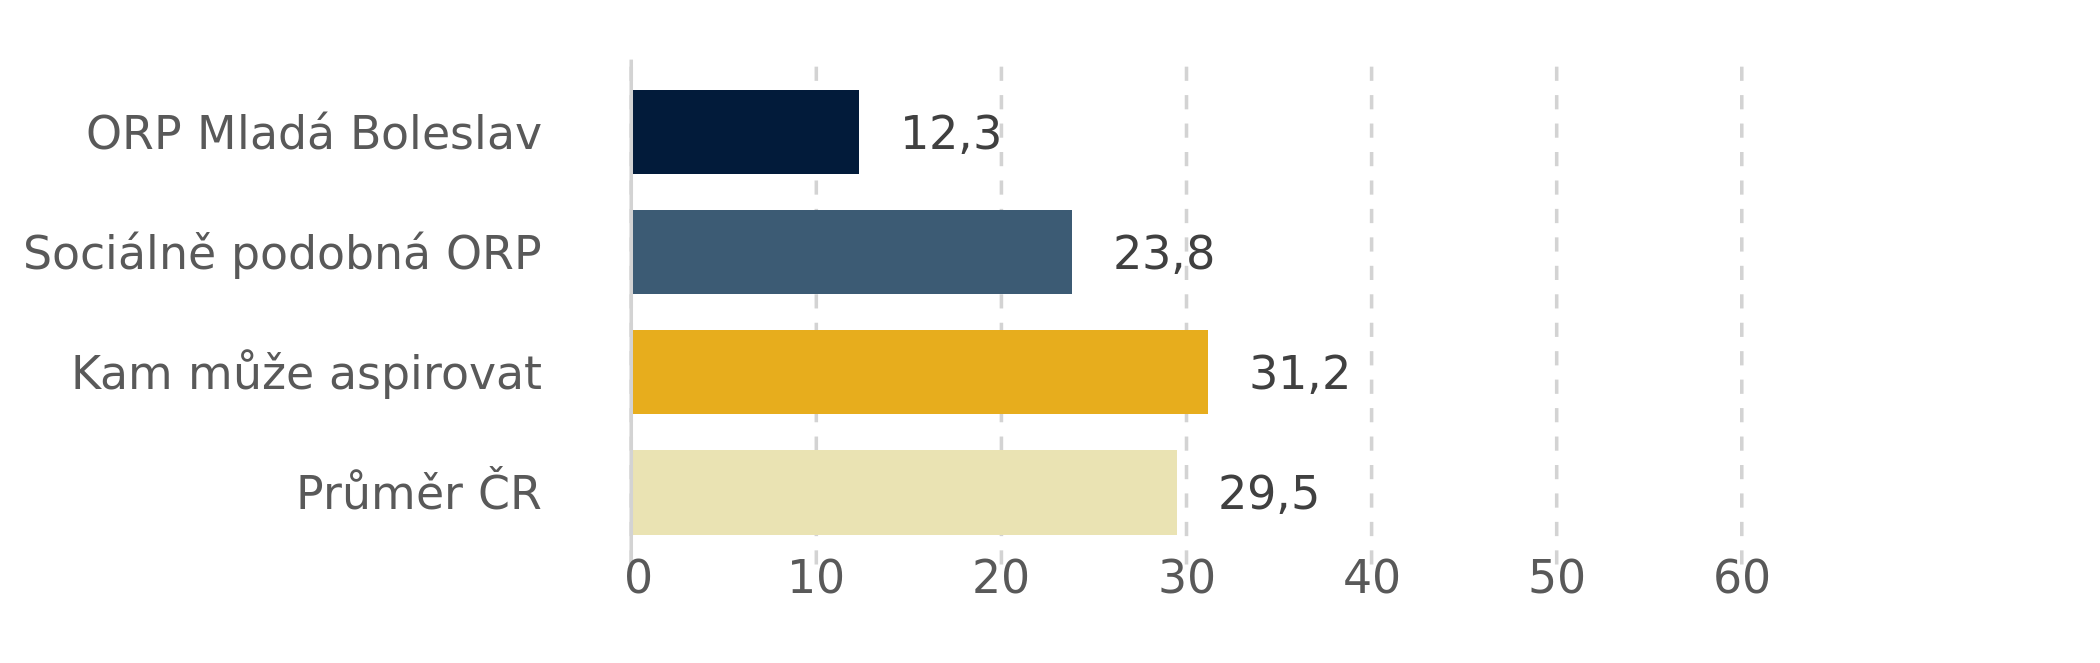 ORP Mladá Boleslav 12,3
Sociálně podobná ORP 23,8
Kam může aspirovat 31,2
Průměr ČR 29,5
0 10 20 30 40 50 60